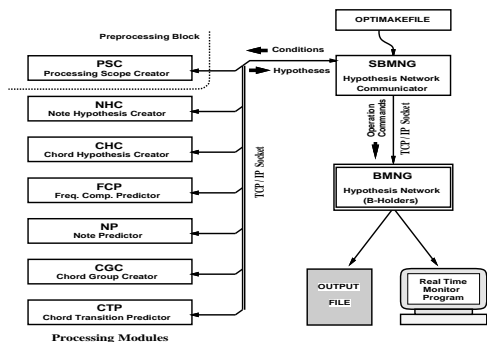 Preprocessing Block
PSC
Processing Scope Creator
NHC
Note Hypothesis Creator
CHC
Chord Hypothesis Creator
FCP
Freq. Comp. Predictor
NP
Note Predictor
CGC
Chord Group Creator
CTP
Chord Transition Predictor
Processing Modules
Conditions
Hypotheses
TCP / IP Socket
OPTIMAKEFILE
SBMNG
Hypothesis Network
Communicator
Operation
Commands
TCP / IP Socket
BMNG
Hypothesis Network
(B-Holders)
OUTPUT
FILE
Real Time
Monitor
Program